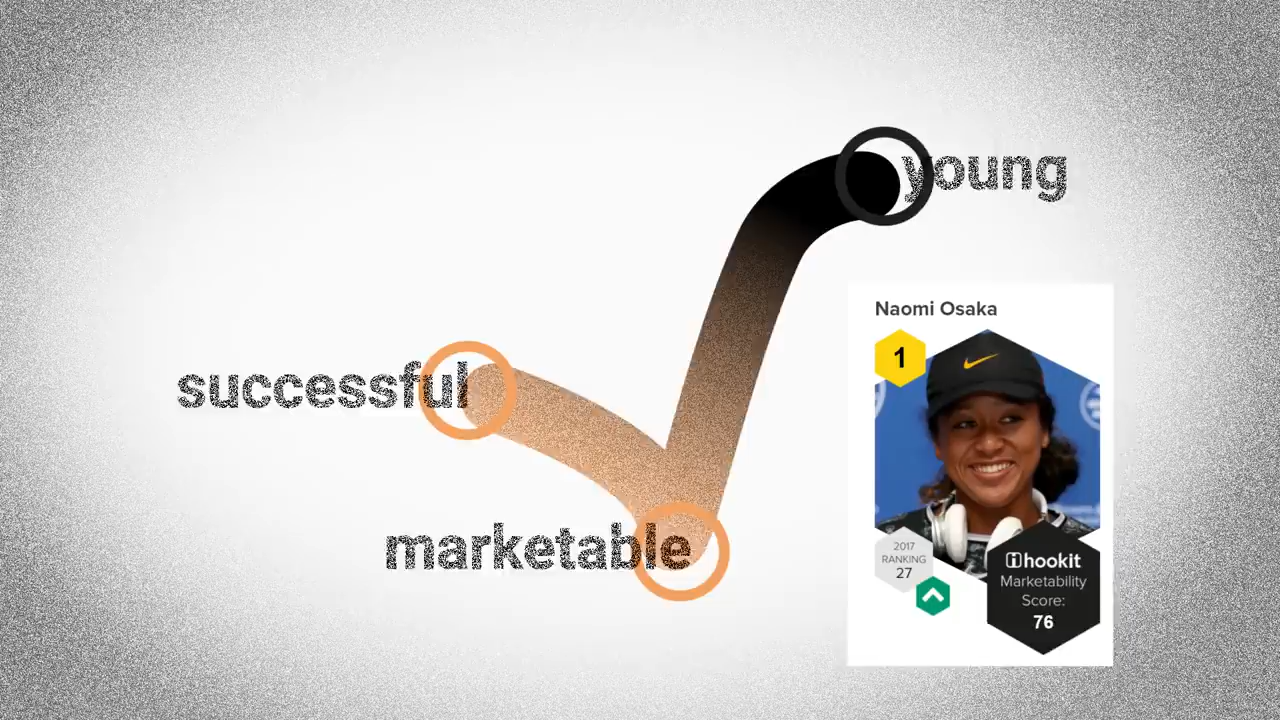 young
successful
marketable
Naomi Osaka
1
2017
RANKING
27
hookit
Marketability
Score:
76